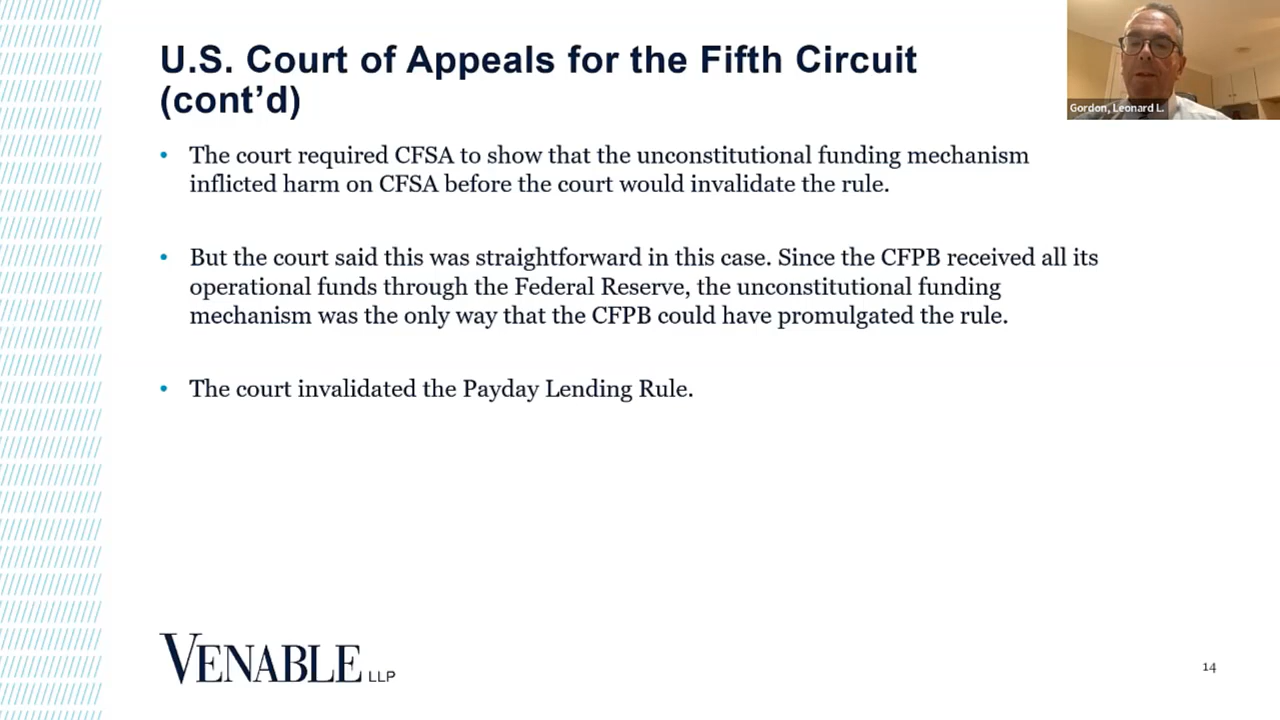 U.S. Court of Appeals for the Fifth Circuit
(cont’d)
Gordon, Leonard L.
• The court required CFSA to show that the unconstitutional funding mechanism
inflicted harm on CFSA before the court would invalidate the rule.
• But the court said this was straightforward in this case. Since the CFPB received all its
operational funds through the Federal Reserve, the unconstitutional funding
mechanism was the only way that the CFPB could have promulgated the rule.
• The court invalidated the Payday Lending Rule.
VENABLE LLP
14